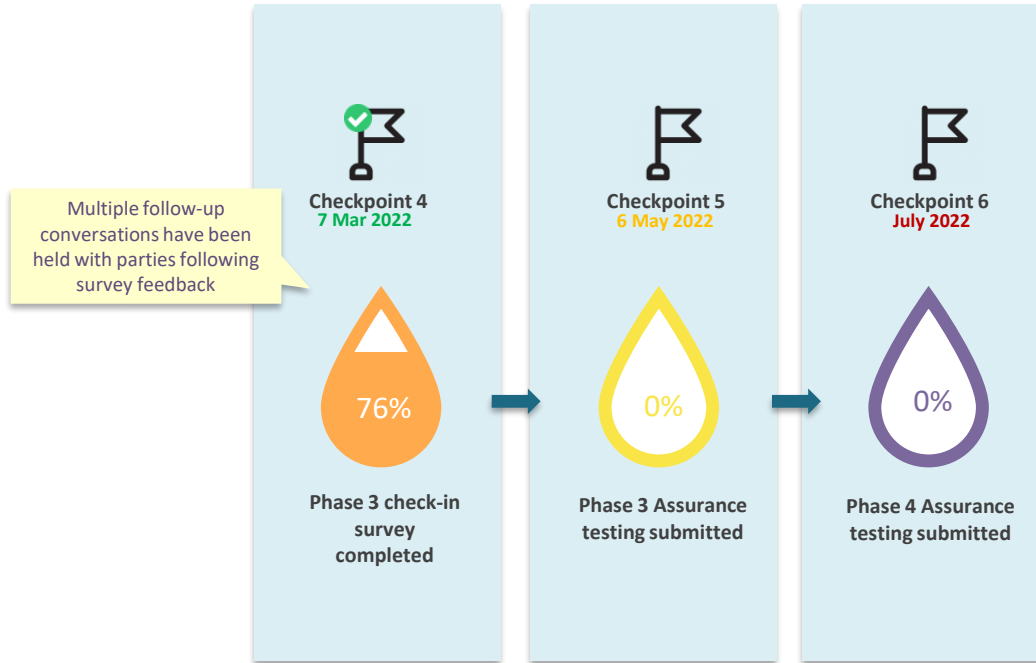 Checkpoint 4
7 Mar 2022
Checkpoint 5
6 May 2022
Checkpoint 6
July 2022
Multiple follow-up
conversations have been
held with parties following
survey feedback
76%
0%
0%
Phase 3 check-in
survey
completed
Phase 3 Assurance
testing submitted
Phase 4 Assurance
testing submitted